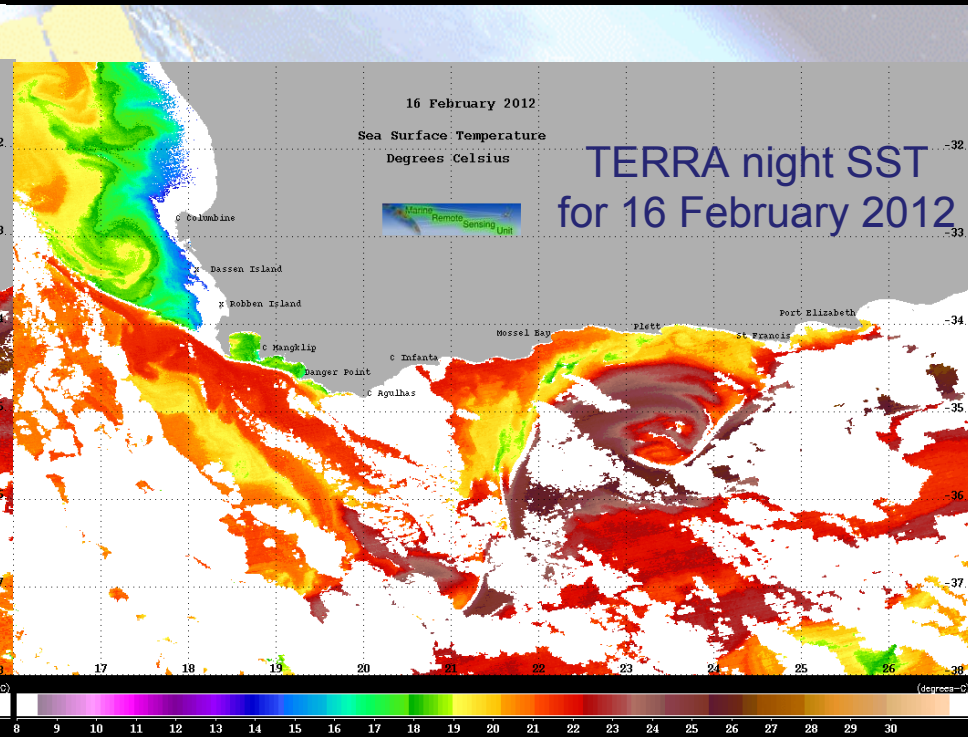 16 February 2012
Sea Surface Temperature
Degrees Celsius
TERRA night SST
for 16 February 2012
Marine
Remote
Sensing
Unit
-32
C Columbine
-33
x Dassen Island
x Robben Island
Port Elizabeth
-34
Mossel Bay
Plett
St Francis
C Hangklip
C Infanta
Danger Point
C Agulhas
-35
-36
-37
17 18 19 20 21 22 23 24 25 26 -38
(degrees-C)
8 9 10 11 12 13 14 15 16 17 18 19 20 21 22 23 24 25 26 27 28 29 30